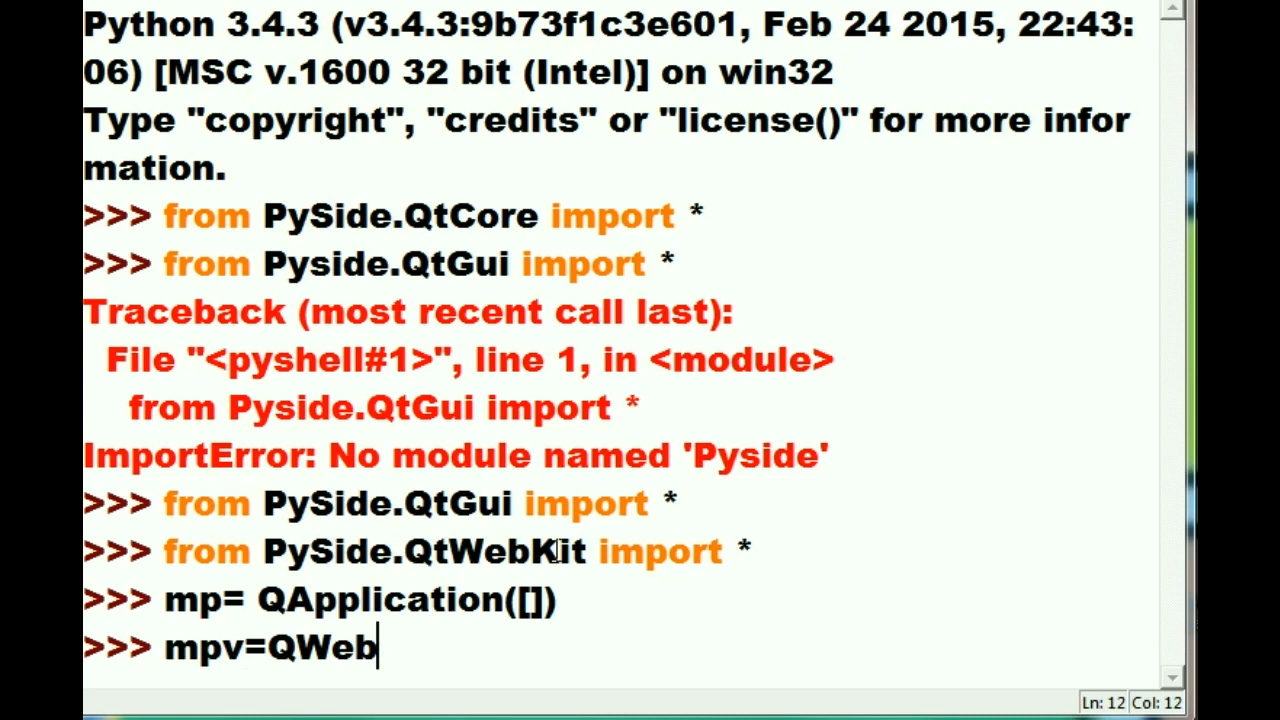 Python 3.4.3 (v3.4.3:9b73f1c3e601, Feb 24 2015, 22:43:
06) [MSC v.1600 32 bit (Intel)] on win32
Type "copyright", "credits" or "license()" for more infor
mation.
>>> from PySide.QtCore import *
>>> from Pyside.QtGui import *
Traceback (most recent call last):
  File "<pyshell#1>", line 1, in <module>
    from Pyside.QtGui import *
ImportError: No module named 'Pyside'
>>> from PySide.QtGui import *
>>> from PySide.QtWebKit import *
>>> mp= QApplication([])
>>> mpv=QWeb
Ln: 12 Col: 12